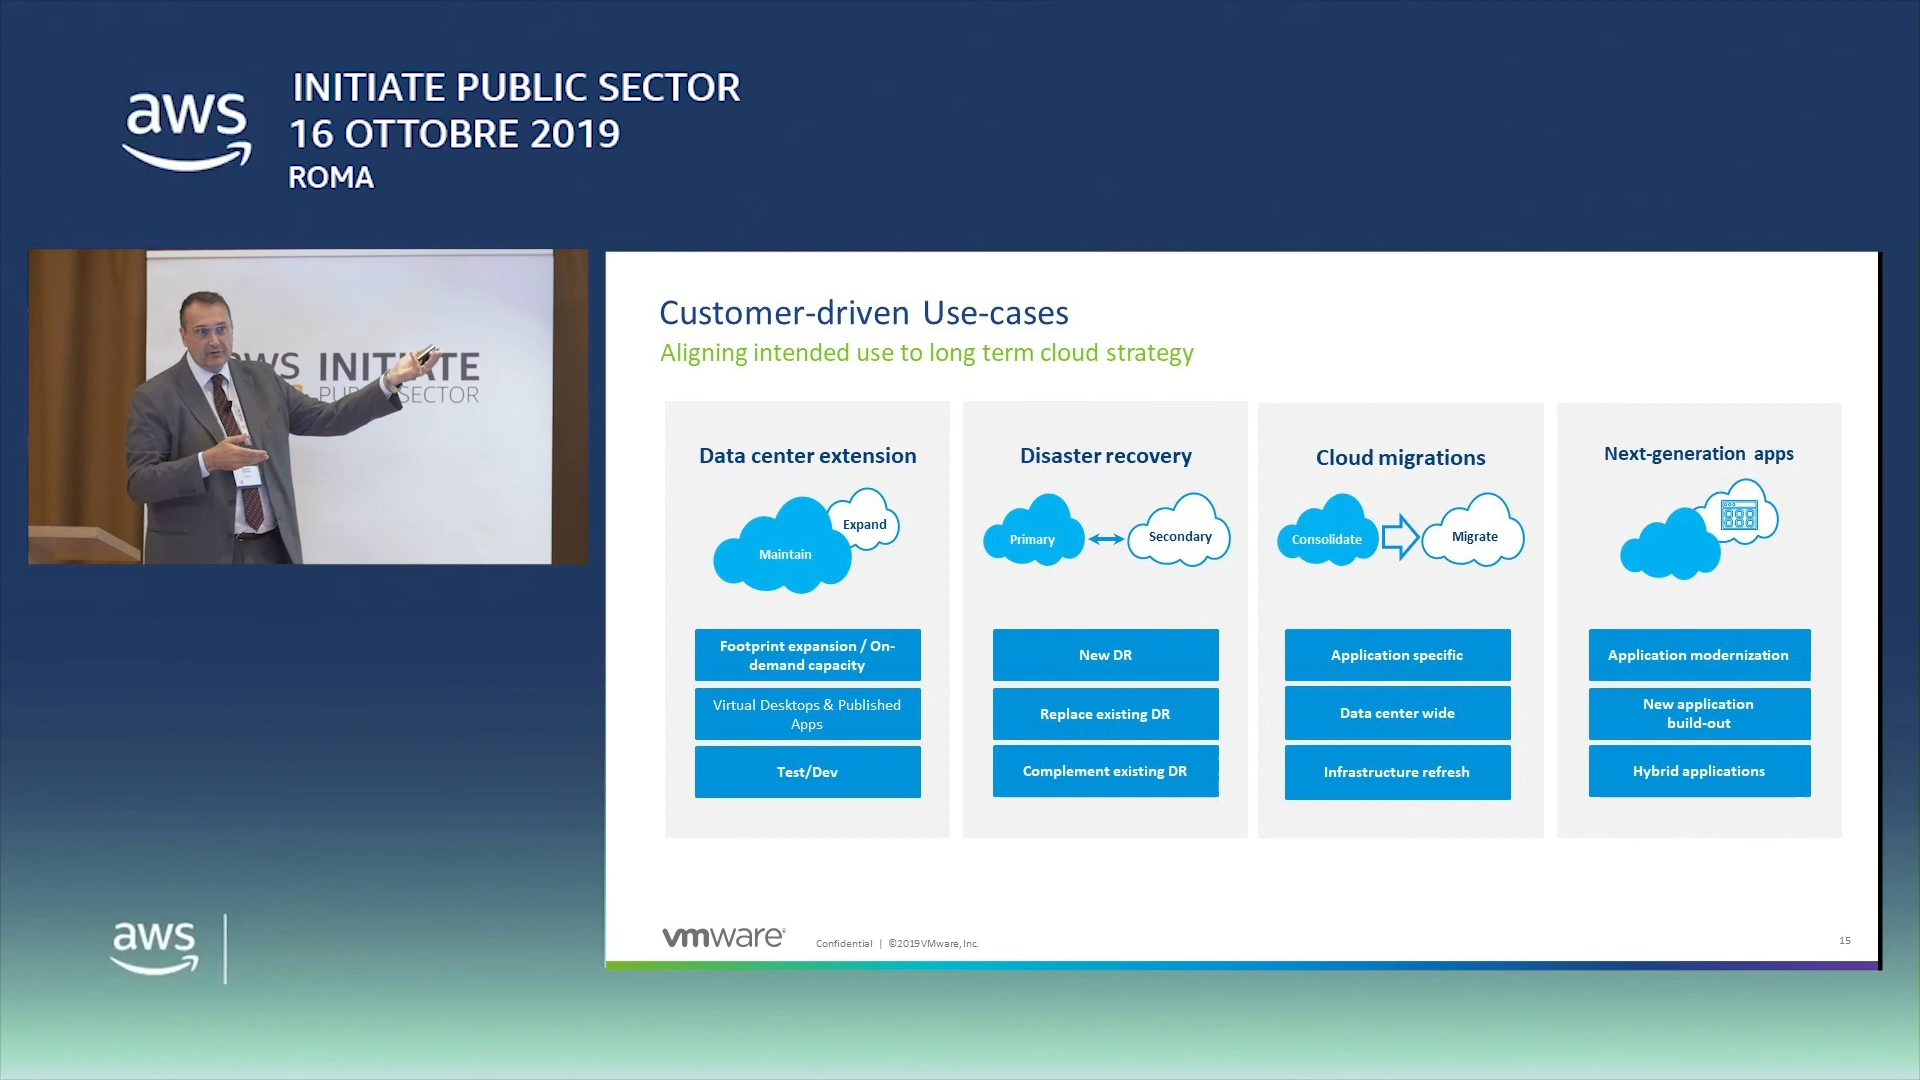 aws
INITIATE PUBLIC SECTOR
16 OTTOBRE 2019
ROMA
INITIATE
SECTOR
Customer-driven Use-cases
Aligning intended use to long term cloud strategy
Data center extension
Expand
Maintain
Footprint expansion / On-
demand capacity
Virtual Desktops & Published
Apps
Test/Dev
Disaster recovery
Primary
Secondary
New DR
Replace existing DR
Complement existing DR
Cloud migrations
Consolidate
Migrate
Application specific
Data center wide
Infrastructure refresh
Next-generation apps
Application modernization
New application
build-out
Hybrid applications
vmware®
Confidential | ©2019 VMware, Inc.
15
aws